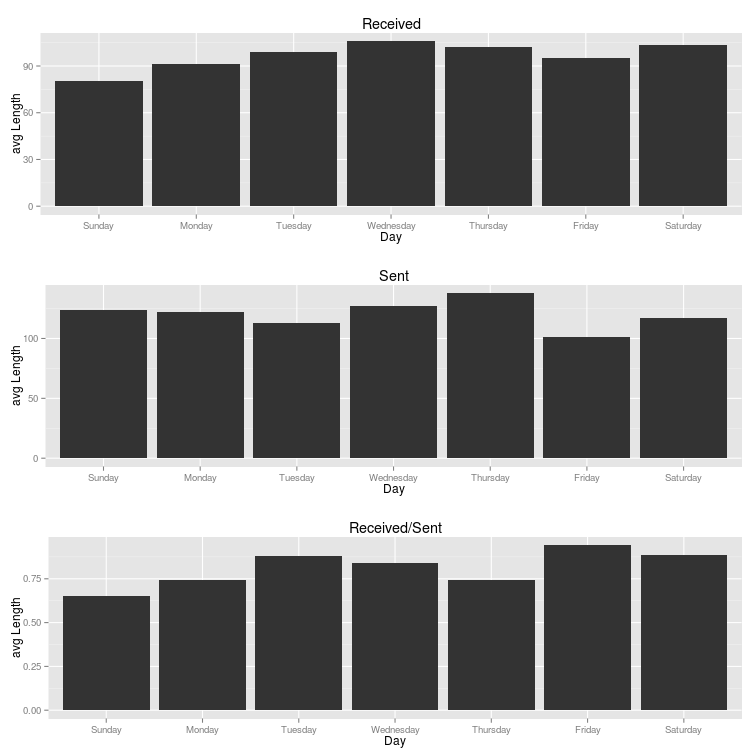 Received
avg Length
90
60
30
0
Sunday Monday Tuesday Wednesday Thursday Friday Saturday
Day
Sent
avg Length
100
50
0
Sunday Monday Tuesday Wednesday Thursday Friday Saturday
Day
Received/Sent
avg Length
0.75
0.50
0.25
0.00
Sunday Monday Tuesday Wednesday Thursday Friday Saturday
Day